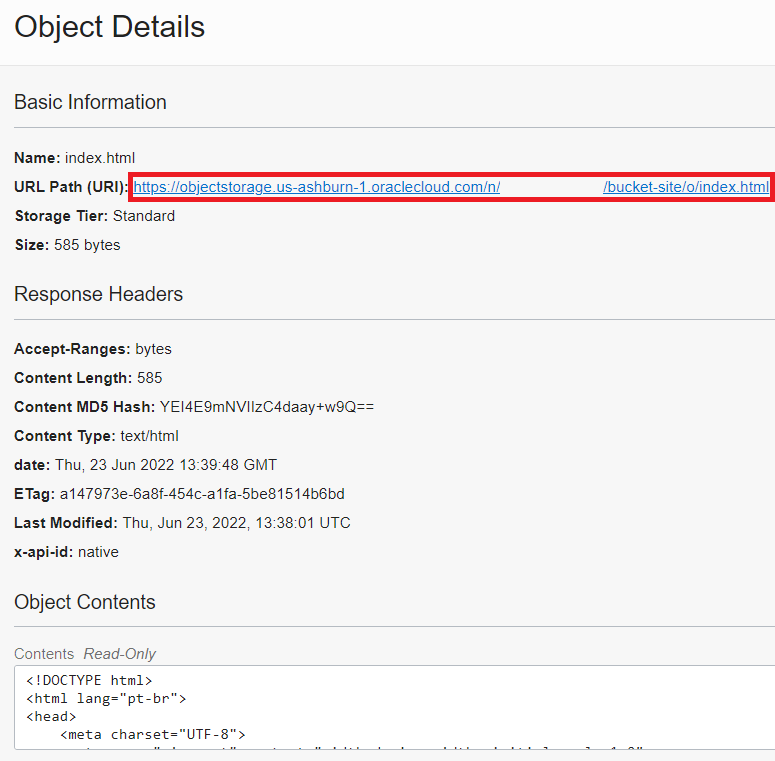 Object Details
Basic Information
Name: index.html
URL Path (URI): https://objectstorage.us-ashburn-1.oraclecloud.com/n/ /bucket-site/o/index.html
Storage Tier: Standard
Size: 585 bytes
Response Headers
Accept-Ranges: bytes
Content Length: 585
Content MD5 Hash: YEI4E9mNVIIzC4daay+w9Q==
Content Type: text/html
date: Thu, 23 Jun 2022 13:39:48 GMT
ETag: a147973e-6a8f-454c-a1fa-5be81514b6bd
Last Modified: Thu, Jun 23, 2022, 13:38:01 UTC
x-api-id: native
Object Contents
Contents Read-Only
<!DOCTYPE html>
<html lang="pt-br">
<head>
<meta charset="UTF-8">